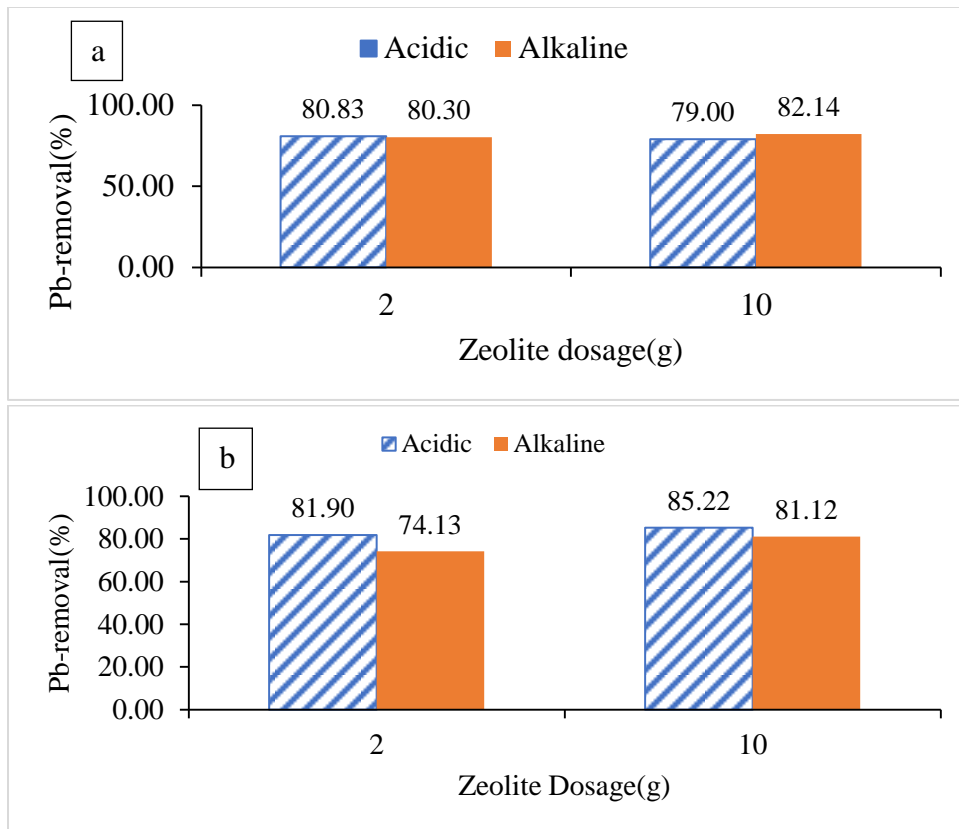 a
Acidic Alkaline
100.00
50.00
0.00
Pb-removal(%)
80.83 80.30 79.00 82.14
2 10
Zeolite dosage(g)
b
Acidic Alkaline
100.00
80.00
60.00
40.00
20.00
0.00
Pb-removal(%)
81.90 74.13 85.22 81.12
2 10
Zeolite Dosage(g)